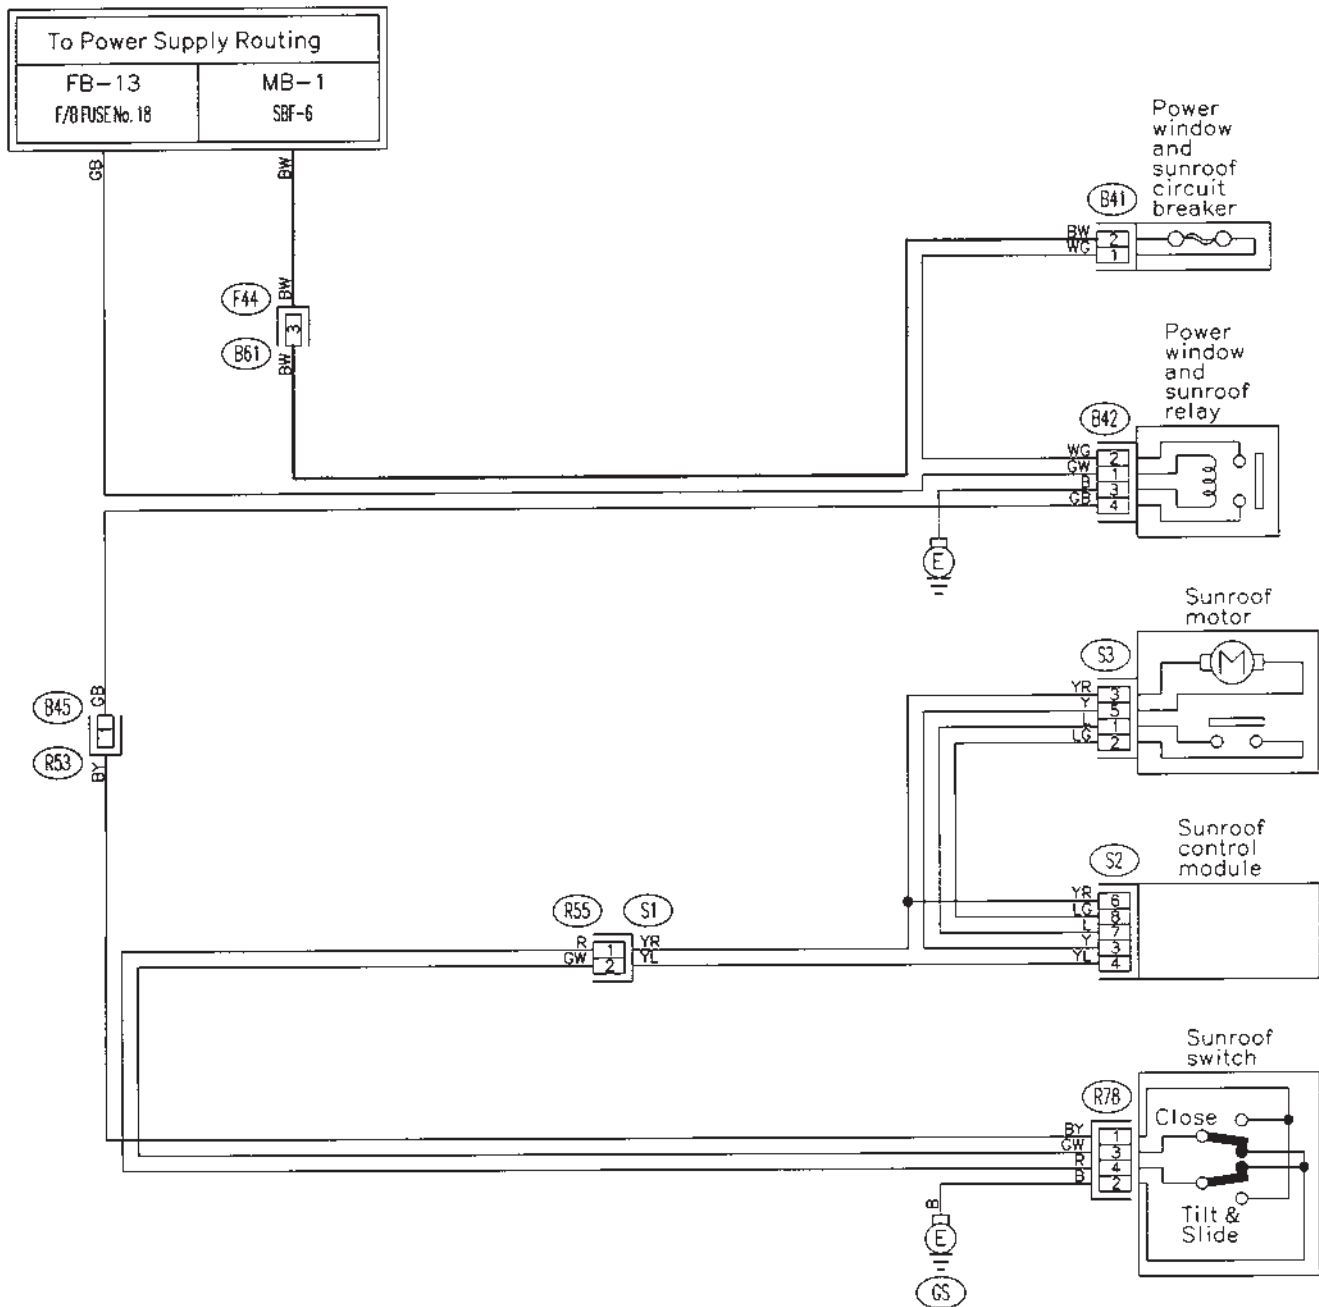 To Power Supply Routing
FB-13
F/B FUSE No. 18
MB-1
SBF-6
GB
BW
Power
window
and
sunroof
circuit
breaker
B41
BW
2
WG
1
F44
BW
3
B61
BW
Power
window
and
sunroof
relay
B42
WG
2
GW
1
B
3
GB
4
E
Sunroof
motor
S3
YR
3
Y
5
L
1
LG
2
B45
GB
1
R53
BY
Sunroof
control
module
S2
YR
6
LG
8
L
7
Y
3
YL
4
R55
S1
R
1
YR
GW
2
YL
Sunroof
switch
R78
BY
1
GW
3
R
4
B
2
Close
Tilt &
Slide
B
E
GS
M